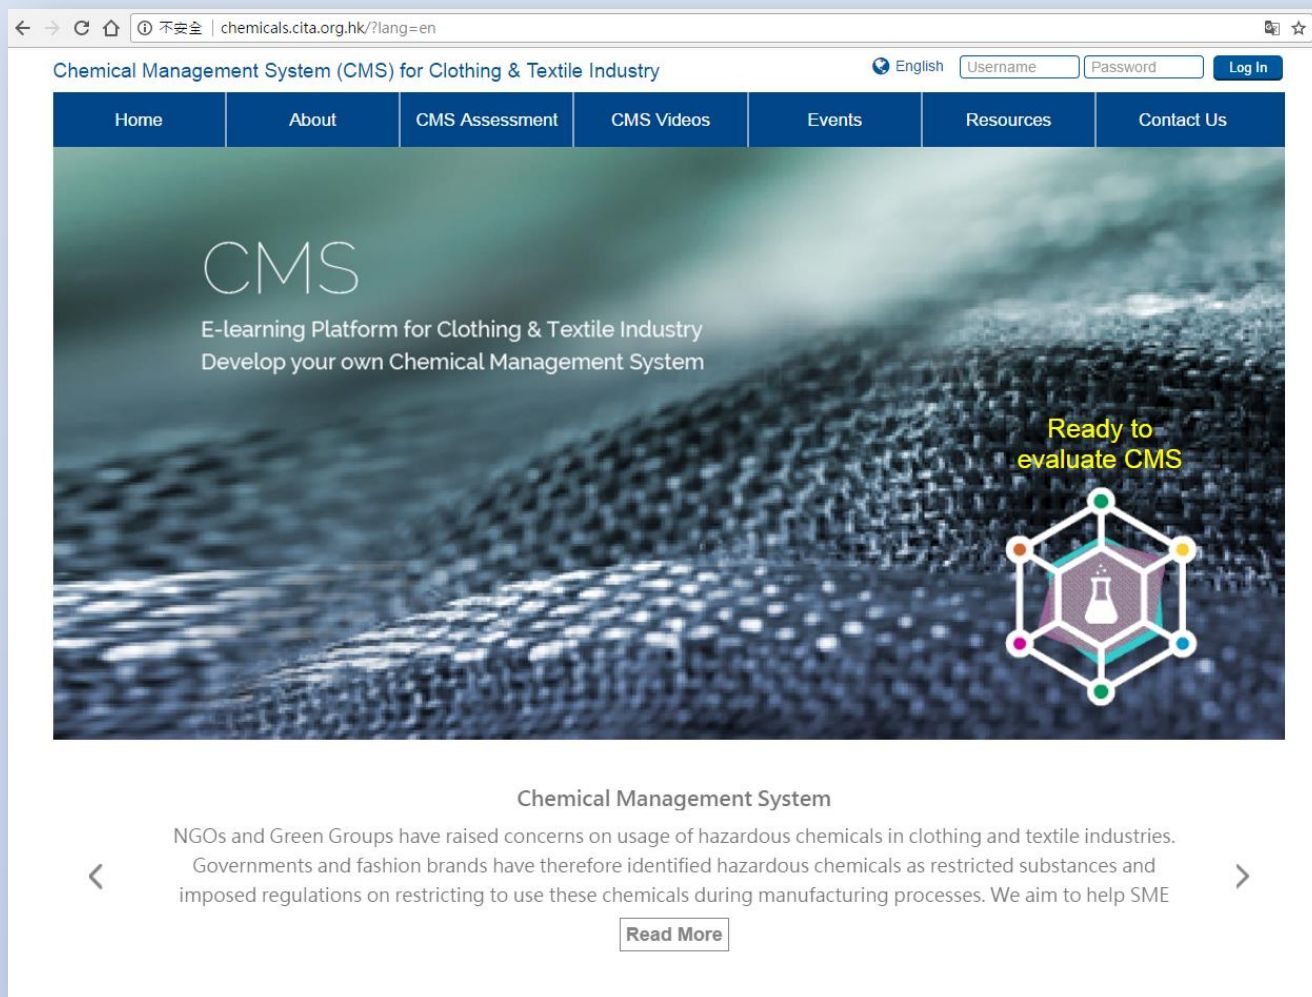 不安全 | chemicals.cita.org.hk/?lang=en
Chemical Management System (CMS) for Clothing & Textile Industry
English Username Password Log In
Home About CMS Assessment CMS Videos Events Resources Contact Us
CMS
E-learning Platform for Clothing & Textile Industry
Develop your own Chemical Management System
Ready to
evaluate CMS
Chemical Management System
NGOs and Green Groups have raised concerns on usage of hazardous chemicals in clothing and textile industries.
Governments and fashion brands have therefore identified hazardous chemicals as restricted substances and
imposed regulations on restricting to use these chemicals during manufacturing processes. We aim to help SME
Read More